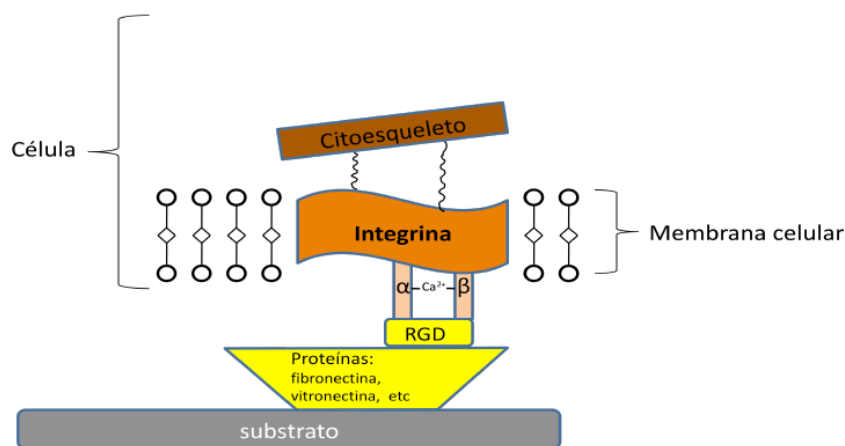 Citoesqueleto
Célula
Integrina
Membrana celular
α Ca²⁺ β
RGD
Proteínas:
fibronectina,
vitronectina, etc
substrato